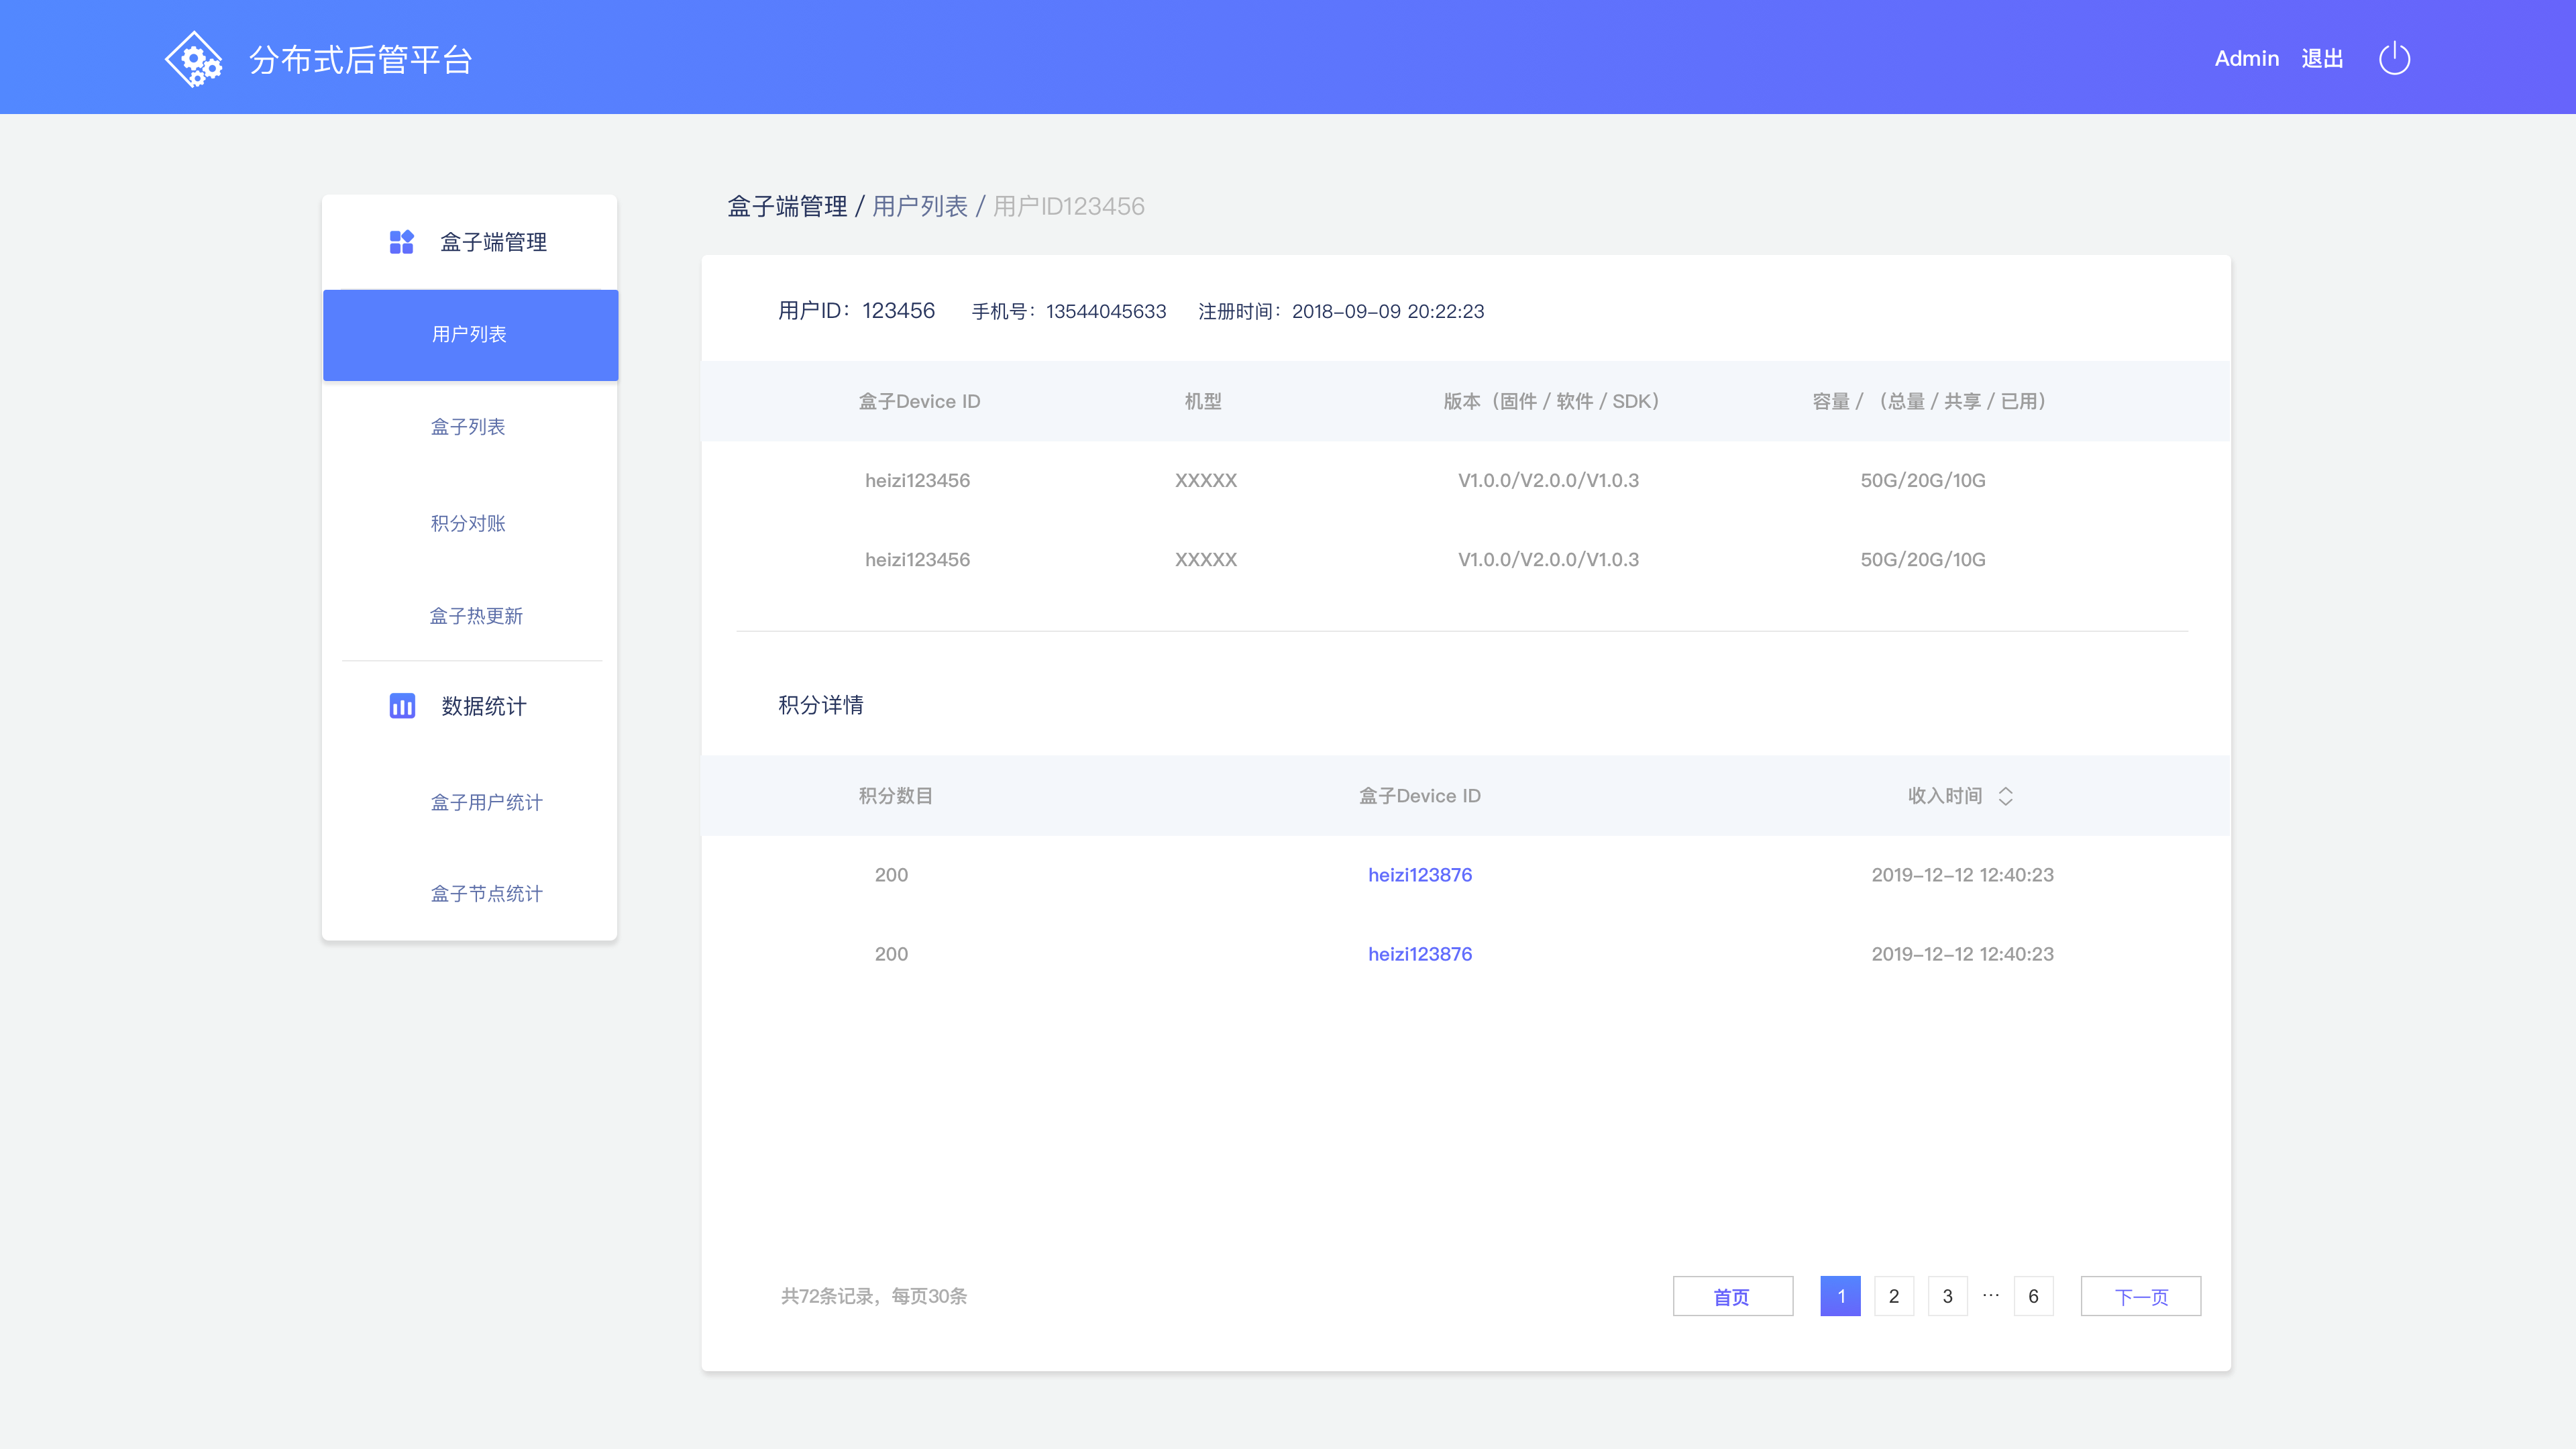 分布式后管平台
Admin 退出
盒子端管理
用户列表
盒子列表
积分对账
盒子热更新
数据统计
盒子用户统计
盒子节点统计
盒子端管理 / 用户列表 / 用户ID123456
用户ID：123456 手机号：13544045633 注册时间：2018-09-09 20:22:23
盒子Device ID 机型 版本（固件 / 软件 / SDK） 容量 / （总量 / 共享 / 已用）
heizi123456 XXXXX V1.0.0/V2.0.0/V1.0.3 50G/20G/10G
heizi123456 XXXXX V1.0.0/V2.0.0/V1.0.3 50G/20G/10G
积分详情
积分数目 盒子Device ID 收入时间
200 heizi123876 2019-12-12 12:40:23
200 heizi123876 2019-12-12 12:40:23
共72条记录，每页30条 首页 1 2 3 ··· 6 下一页